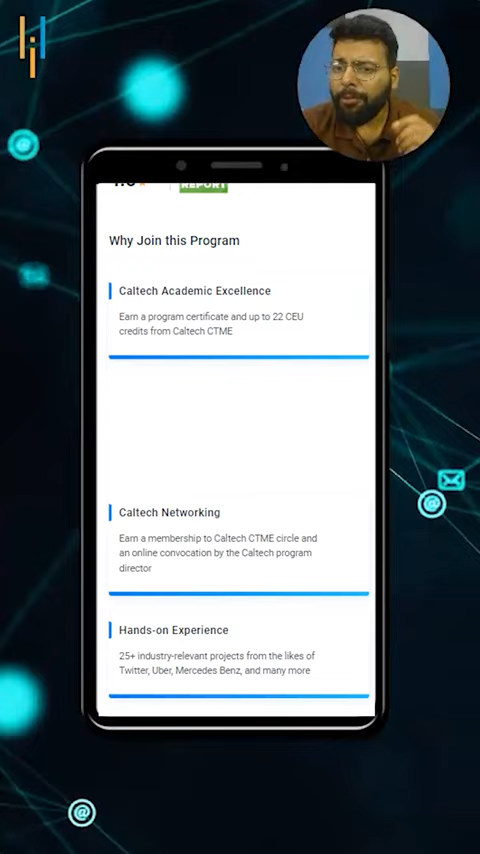 REPORT
Why Join this Program
Caltech Academic Excellence
Earn a program certificate and up to 22 CEU
credits from Caltech CTME
Caltech Networking
Earn a membership to Caltech CTME circle and
an online convocation by the Caltech program
director
Hands-on Experience
25+ industry-relevant projects from the likes of
Twitter, Uber, Mercedes Benz, and many more